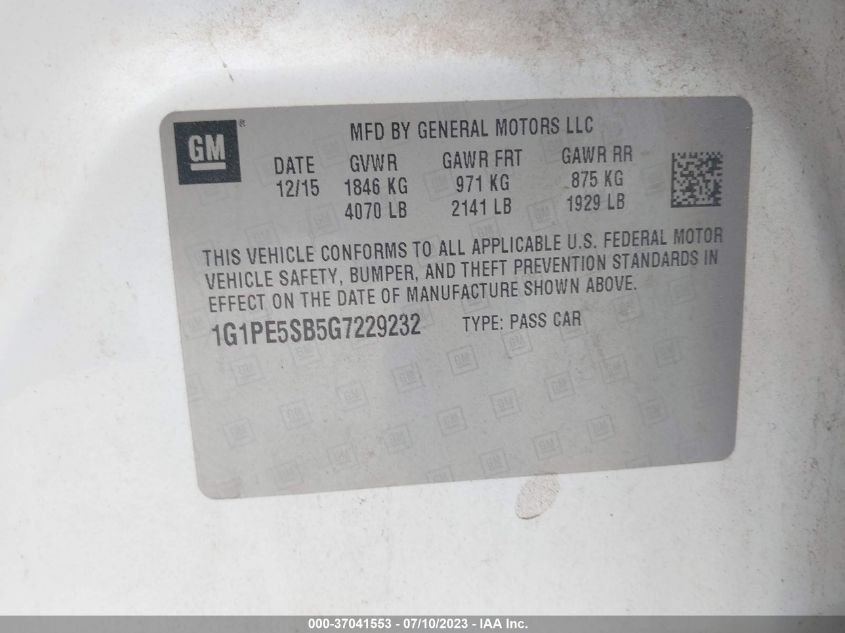 GM ®
MFD BY GENERAL MOTORS LLC
DATE GVWR GAWR FRT GAWR RR
12/15 1846 KG 971 KG 875 KG
4070 LB 2141 LB 1929 LB
THIS VEHICLE CONFORMS TO ALL APPLICABLE U.S. FEDERAL MOTOR
VEHICLE SAFETY, BUMPER, AND THEFT PREVENTION STANDARDS IN
EFFECT ON THE DATE OF MANUFACTURE SHOWN ABOVE.
1G1PE5SB5G7229232 TYPE: PASS CAR
000-37041553 - 07/10/2023 - IAA Inc.